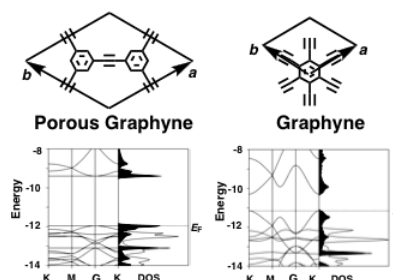 b a
b a
Porous Graphyne Graphyne
-8 -8
Energy Energy
-10 -10
-12 -12
EF
-14 -14
K M G K DOS K M G K DOS